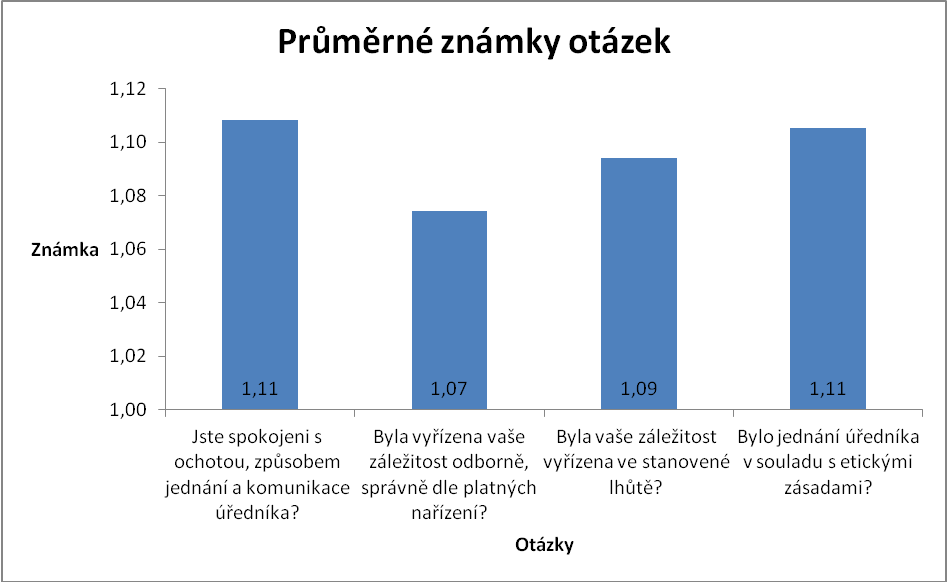 Průměrné známky otázek
1,12
1,10
1,08
1,06
1,04
1,02
1,00
Známka
1,11
1,07
1,09
1,11
Jste spokojeni s
ochotou, způsobem
jednání a komunikace
úředníka?
Byla vyřízena vaše
záležitost odborně,
správně dle platných
nařízení?
Byla vaše záležitost
vyřízena ve stanovené
lhůtě?
Bylo jednání úředníka
v souladu s etickými
zásadami?
Otázky